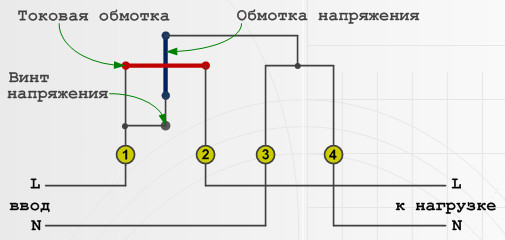 Токовая обмотка
Обмотка напряжения
Винт
напряжения
1 2 3 4
L L
ввод к нагрузке
N N